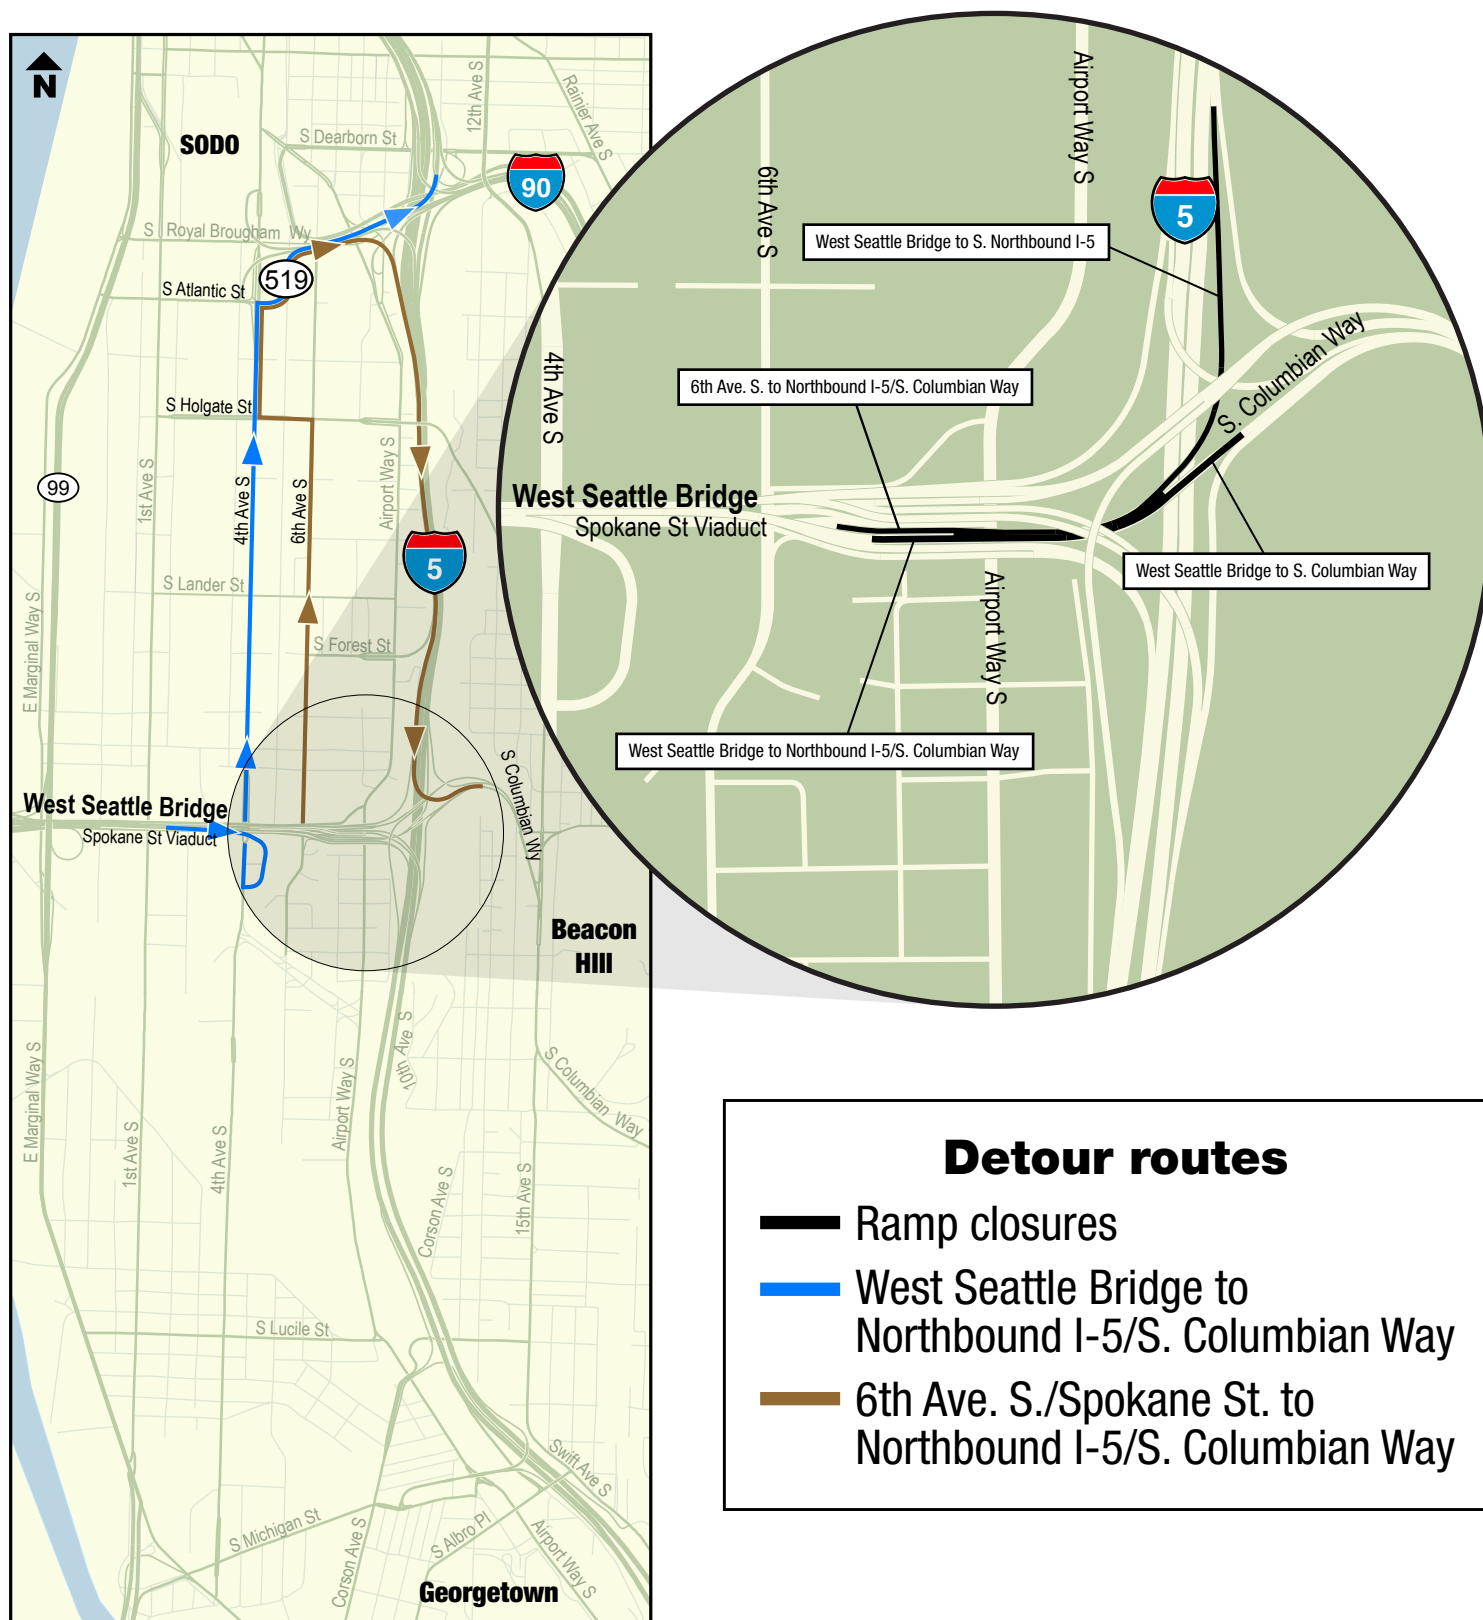 N
SODO
12th Ave S
Rainier Ave S
S Dearborn St
90
S Royal Brougham Wy
519
S Atlantic St
S Holgate St
99
1st Ave S
4th Ave S
6th Ave S
Airport Way S
5
S Lander St
S Forest St
E Marginal Way S
West Seattle Bridge
Spokane St Viaduct
S Columbian Wy
Beacon
HIll
10th Ave S
E Marginal Way S
1st Ave S
4th Ave S
Airport Way S
S Columbian Way
Corson Ave S
15th Ave S
S Lucile St
Swift Ave S
S Michigan St
Corson Ave S
S Albro Pl
Airport Way S
Georgetown
Airport Way S
6th Ave S
5
West Seattle Bridge to S. Northbound I-5
4th Ave S
6th Ave. S. to Northbound I-5/S. Columbian Way
S. Columbian Way
West Seattle Bridge
Spokane St Viaduct
West Seattle Bridge to S. Columbian Way
Airport Way S
West Seattle Bridge to Northbound I-5/S. Columbian Way
Detour routes
Ramp closures
West Seattle Bridge to
Northbound I-5/S. Columbian Way
6th Ave. S./Spokane St. to
Northbound I-5/S. Columbian Way